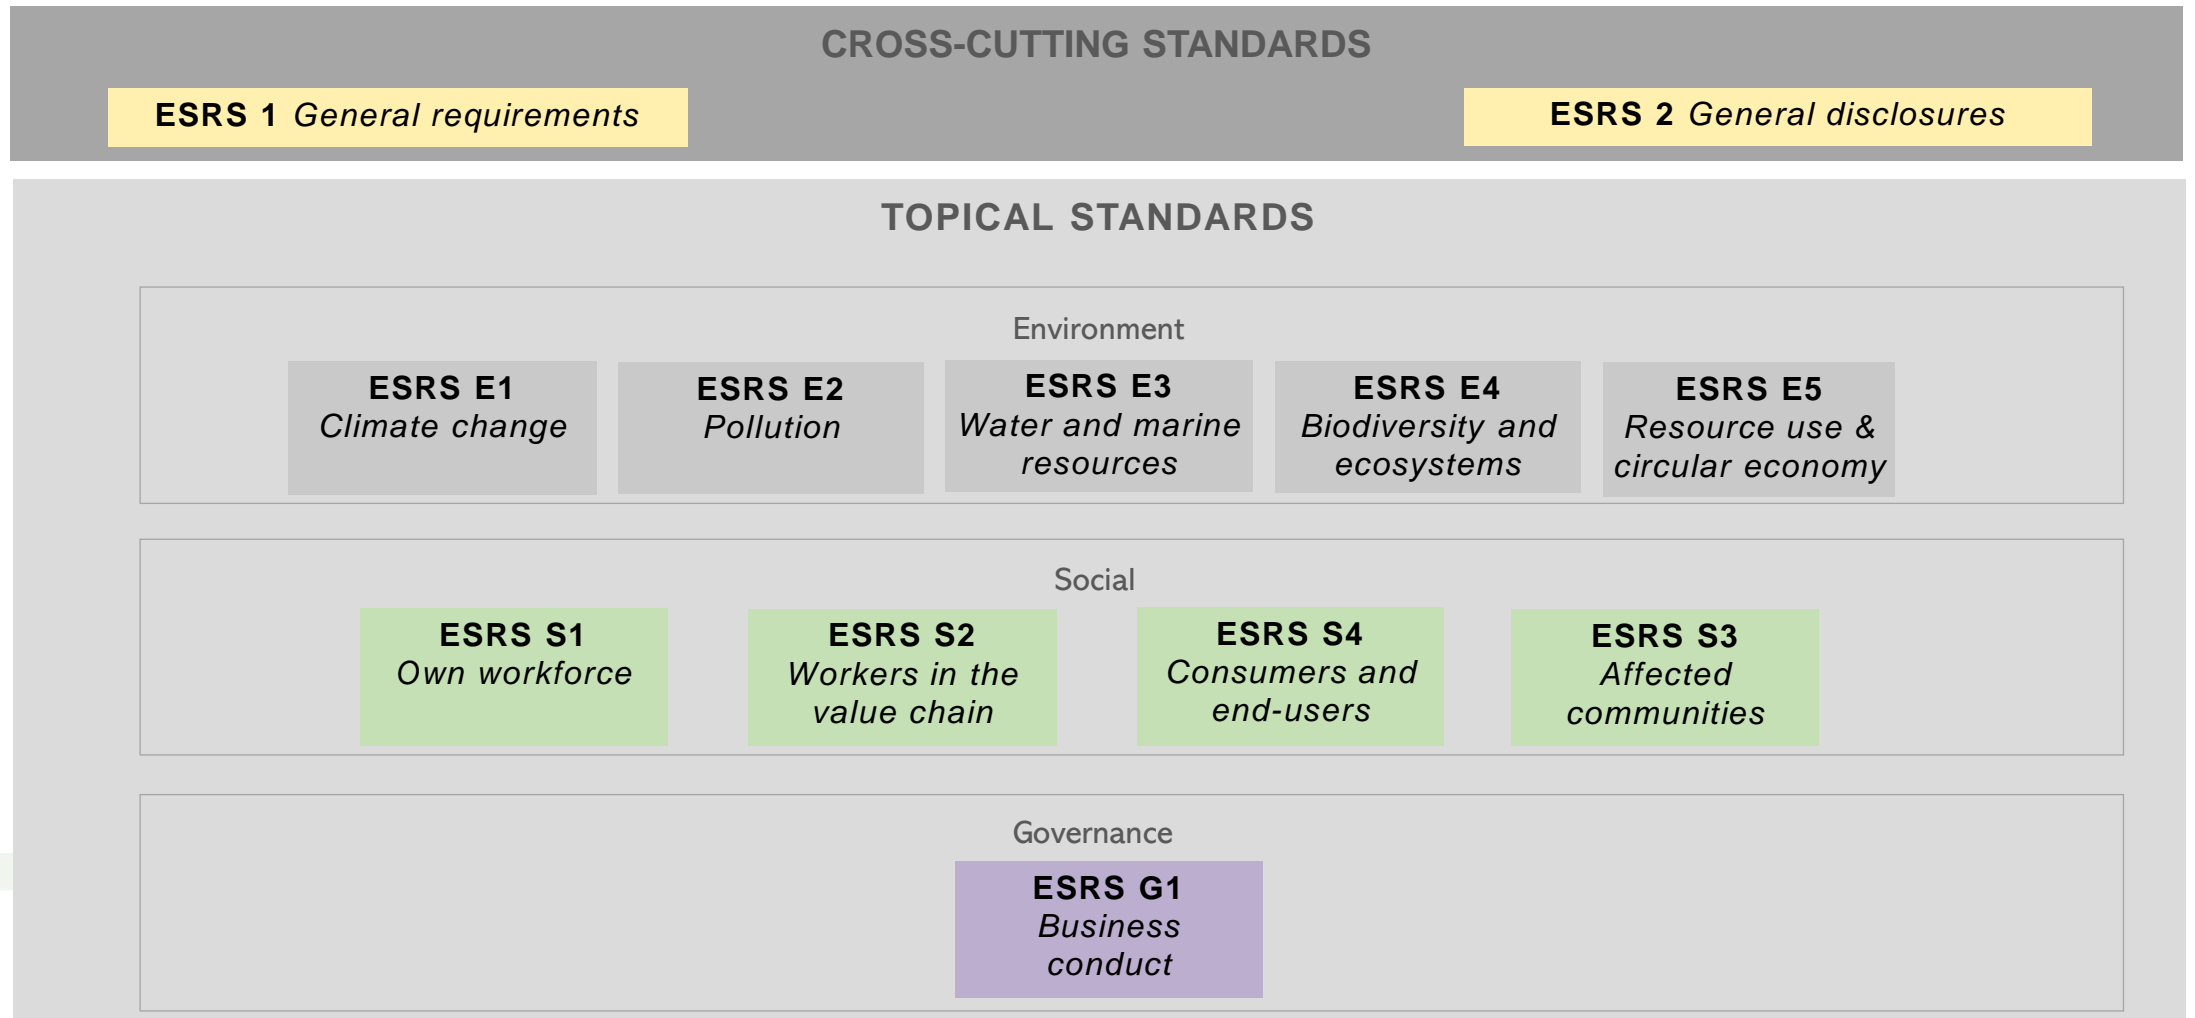 CROSS-CUTTING STANDARDS
ESRS 1 General requirements
ESRS 2 General disclosures
TOPICAL STANDARDS
Environment
ESRS E1
Climate change
ESRS E2
Pollution
ESRS E3
Water and marine
resources
ESRS E4
Biodiversity and
ecosystems
ESRS E5
Resource use &
circular economy
Social
ESRS S1
Own workforce
ESRS S2
Workers in the
value chain
ESRS S4
Consumers and
end-users
ESRS S3
Affected
communities
Governance
ESRS G1
Business
conduct